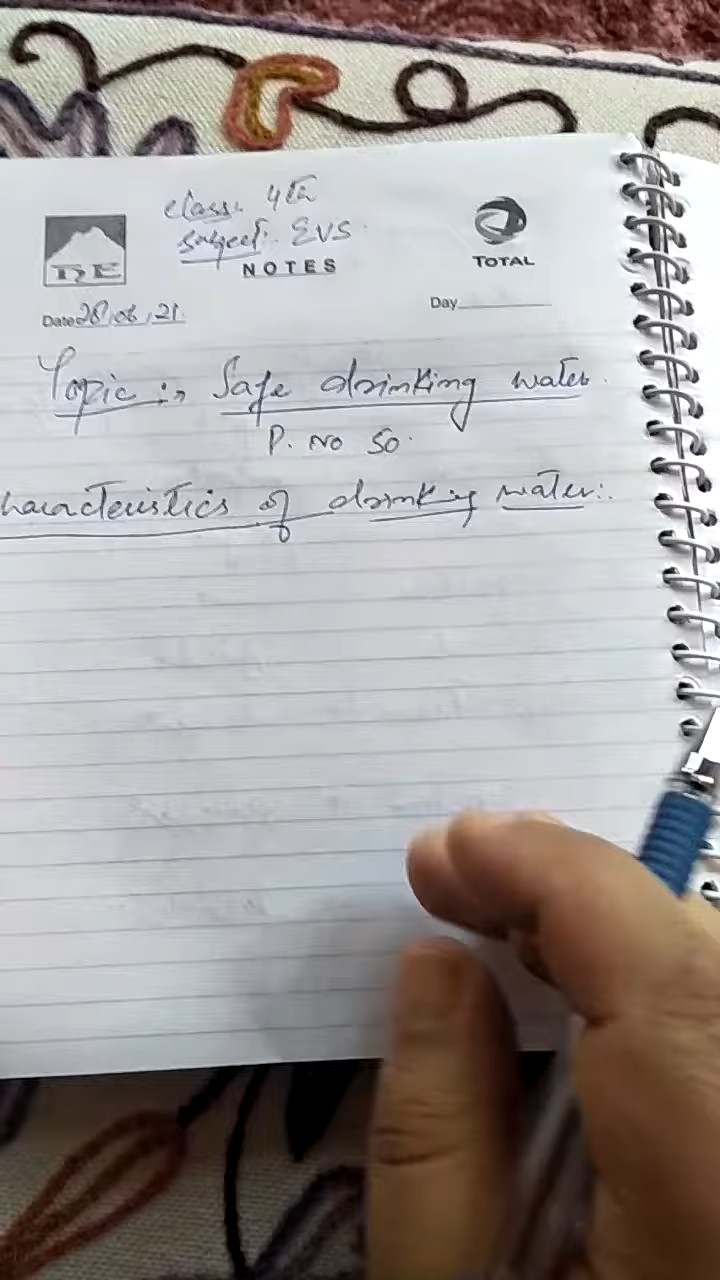 class: 4th
subject: EVS.
NOTES
DE
TOTAL
Date 28,06,21.
Day
Topic:, Safe drinking water.
P. No 50.
haracteristics of drinking water:.